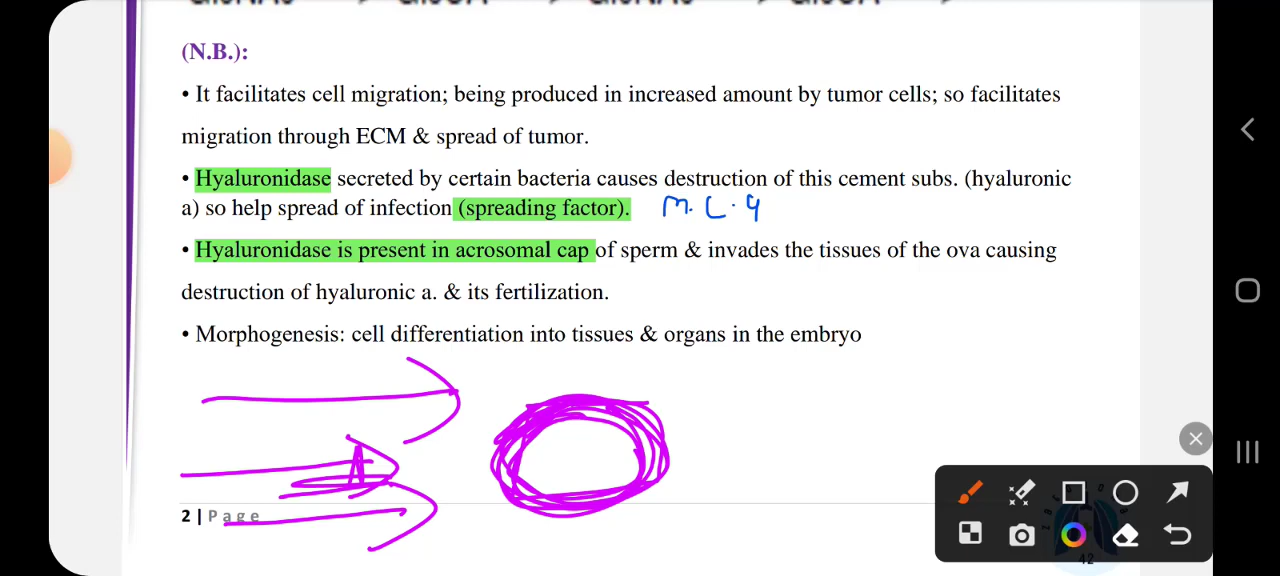 (N.B.):
• It facilitates cell migration; being produced in increased amount by tumor cells; so facilitates
migration through ECM & spread of tumor.
• Hyaluronidase secreted by certain bacteria causes destruction of this cement subs. (hyaluronic
a) so help spread of infection (spreading factor). M. C. q
• Hyaluronidase is present in acrosomal cap of sperm & invades the tissues of the ova causing
destruction of hyaluronic a. & its fertilization.
• Morphogenesis: cell differentiation into tissues & organs in the embryo
A
2 | Page
42